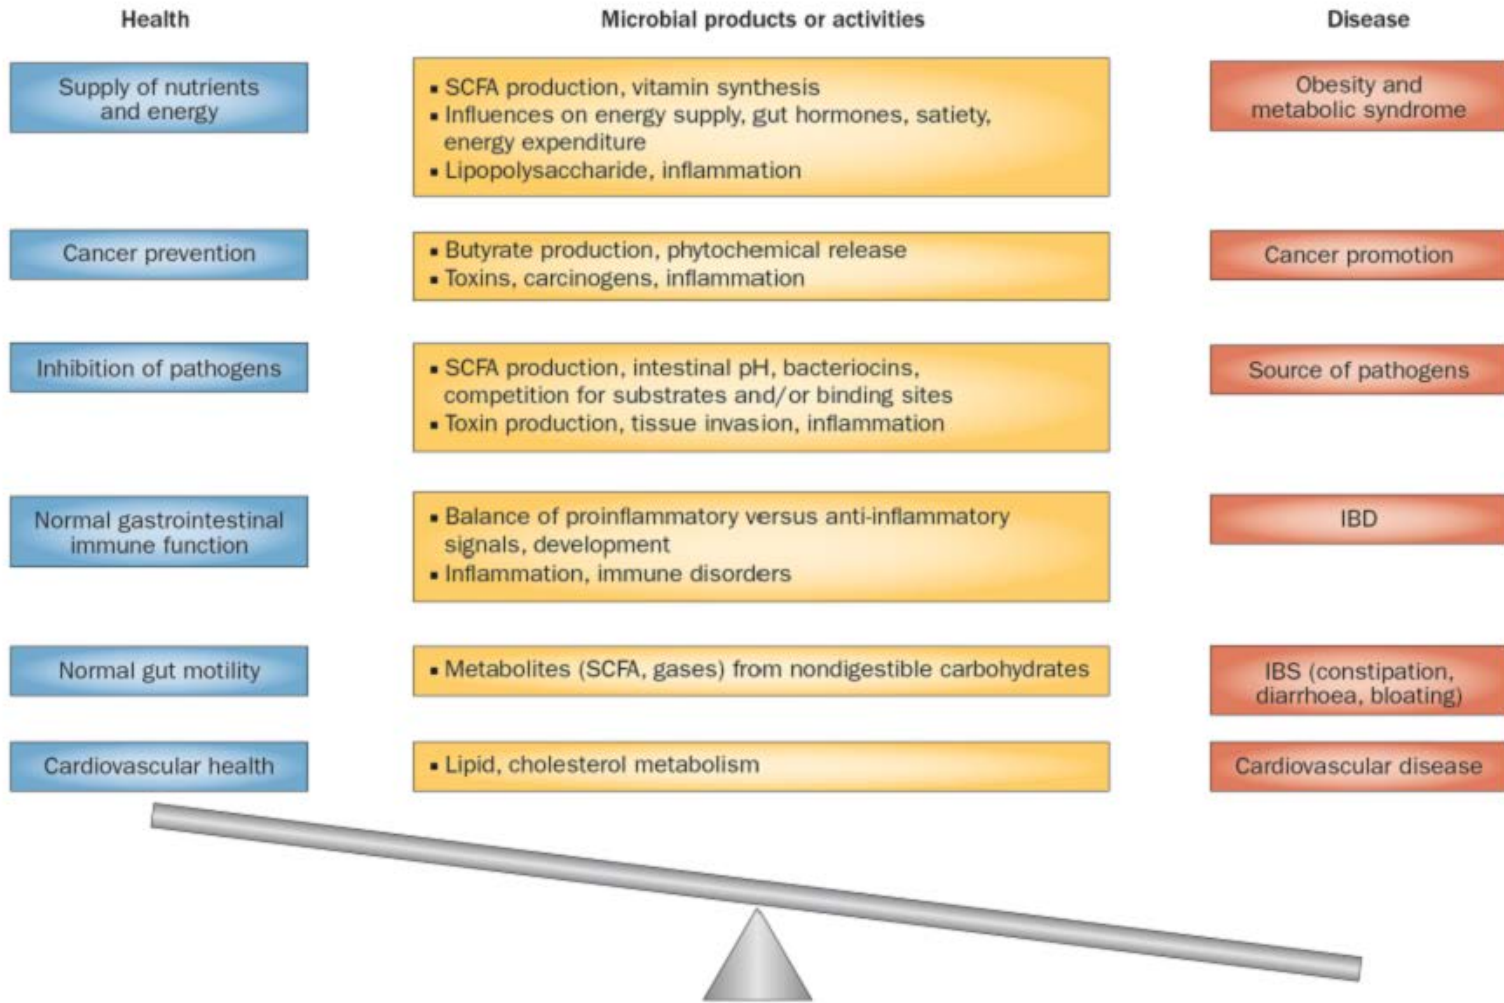 Health
Microbial products or activities
Disease
Supply of nutrients
and energy
▪ SCFA production, vitamin synthesis
▪ Influences on energy supply, gut hormones, satiety,
energy expenditure
▪ Lipopolysaccharide, inflammation
Obesity and
metabolic syndrome
Cancer prevention
▪ Butyrate production, phytochemical release
▪ Toxins, carcinogens, inflammation
Cancer promotion
Inhibition of pathogens
▪ SCFA production, intestinal pH, bacteriocins,
competition for substrates and/or binding sites
▪ Toxin production, tissue invasion, inflammation
Source of pathogens
Normal gastrointestinal
immune function
▪ Balance of proinflammatory versus anti-inflammatory
signals, development
▪ Inflammation, immune disorders
IBD
Normal gut motility
▪ Metabolites (SCFA, gases) from nondigestible carbohydrates
IBS (constipation,
diarrhoea, bloating)
Cardiovascular health
▪ Lipid, cholesterol metabolism
Cardiovascular disease